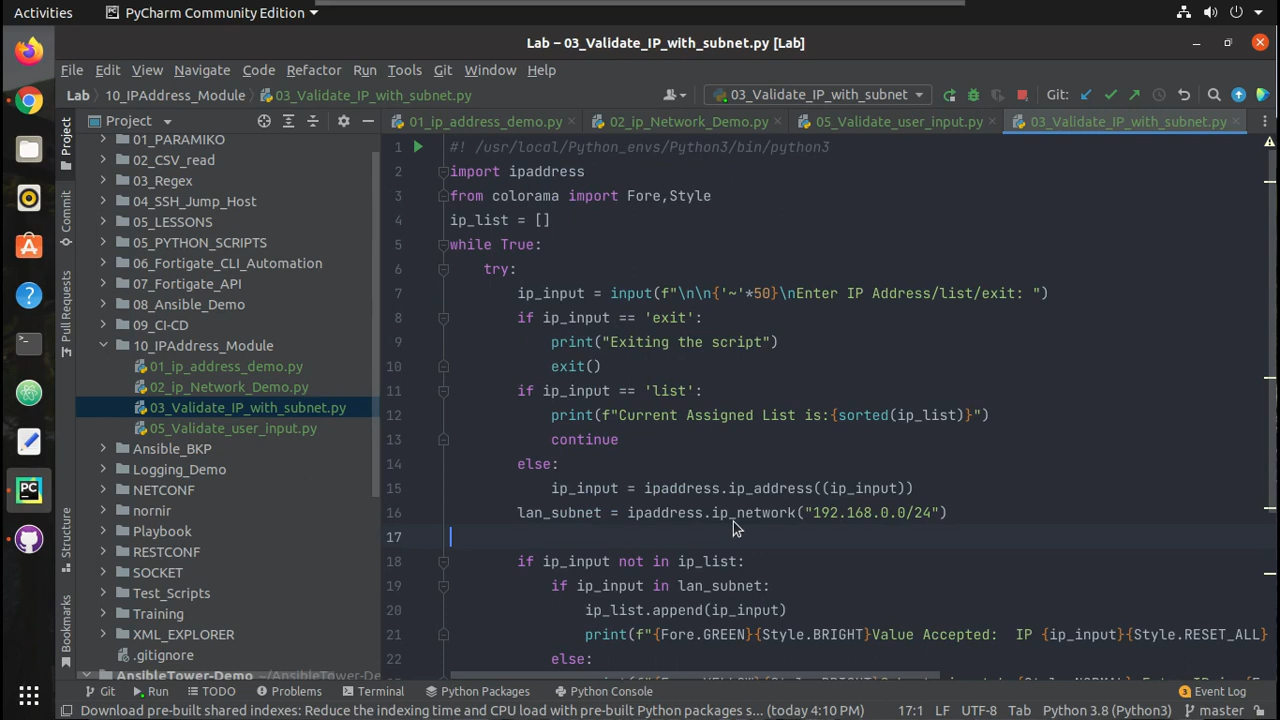 Activities
PyCharm Community Edition
Lab – 03_Validate_IP_with_subnet.py [Lab]
File Edit View Navigate Code Refactor Run Tools Git Window Help
Lab 10_IPAddress_Module 03_Validate_IP_with_subnet.py
03_Validate_IP_with_subnet
Git:
Project
01_ip_address_demo.py
02_ip_Network_Demo.py
05_Validate_user_input.py
03_Validate_IP_with_subnet.py
Project
Commit
Pull Requests
Structure
Bookmarks
01_PARAMIKO
02_CSV_read
03_Regex
04_SSH_Jump_Host
05_LESSONS
05_PYTHON_SCRIPTS
06_Fortigate_CLI_Automation
07_Fortigate_API
08_Ansible_Demo
09_CI-CD
10_IPAddress_Module
01_ip_address_demo.py
02_ip_Network_Demo.py
03_Validate_IP_with_subnet.py
05_Validate_user_input.py
Ansible_BKP
Logging_Demo
NETCONF
nornir
Playbook
RESTCONF
SOCKET
Test_Scripts
Training
XML_EXPLORER
.gitignore
AnsibleTower-Demo ~/AnsibleTower-De
1 #! /usr/local/Python_envs/Python3/bin/python3
2 import ipaddress
3 from colorama import Fore,Style
4 ip_list = []
5 while True:
6 try:
7 ip_input = input(f"\n\n{'~'*50}\nEnter IP Address/list/exit: ")
8 if ip_input == 'exit':
9 print("Exiting the script")
10 exit()
11 if ip_input == 'list':
12 print(f"Current Assigned List is:{sorted(ip_list)}")
13 continue
14 else:
15 ip_input = ipaddress.ip_address((ip_input))
16 lan_subnet = ipaddress.ip_network("192.168.0.0/24")
17
18 if ip_input not in ip_list:
19 if ip_input in lan_subnet:
20 ip_list.append(ip_input)
21 print(f"{Fore.GREEN}{Style.BRIGHT}Value Accepted: IP {ip_input}{Style.RESET_ALL}
22 else:
Git Run TODO Problems Terminal Python Packages Python Console
3 Event Log
Download pre-built shared indexes: Reduce the indexing time and CPU load with pre-built Python packages s... (today 4:10 PM)
17:1 LF UTF-8 Tab Python 3.8 (Python3) master